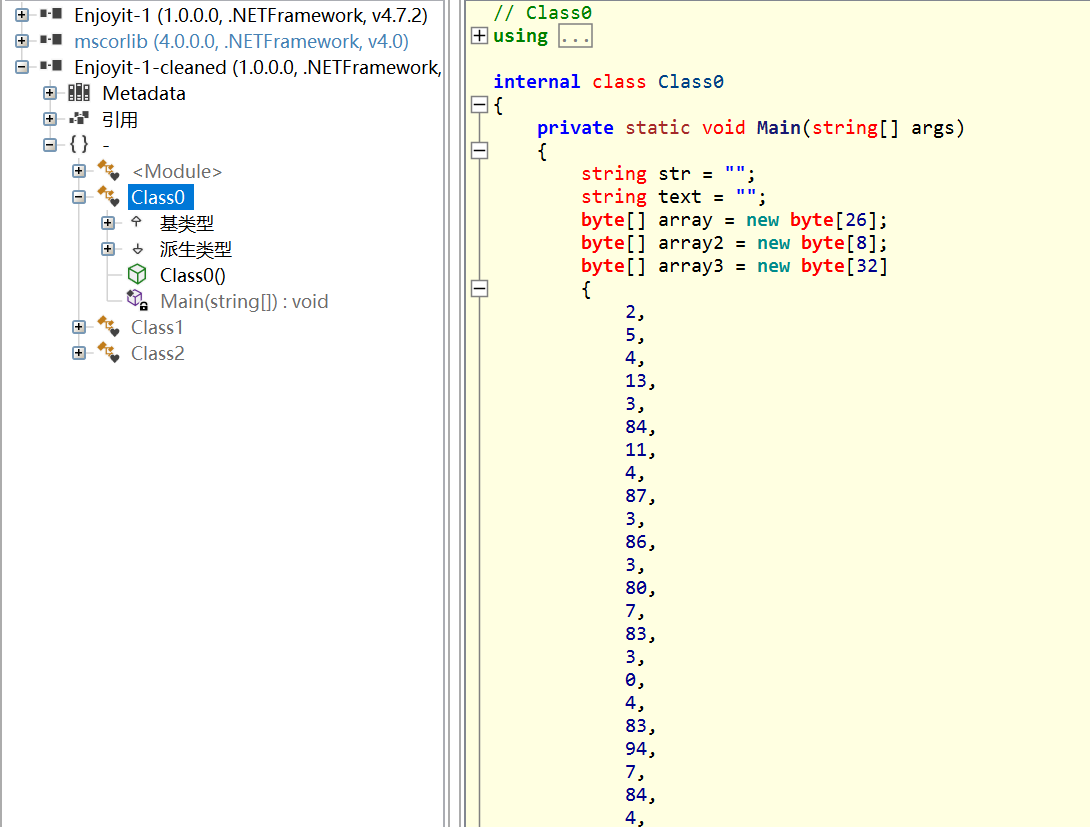 Enjoyit-1 (1.0.0.0, .NETFramework, v4.7.2)
mscorlib (4.0.0.0, .NETFramework, v4.0)
Enjoyit-1-cleaned (1.0.0.0, .NETFramework,
Metadata
引用
{ } -
<Module>
Class0
基类型
派生类型
Class0()
Main(string[]) : void
Class1
Class2
// Class0
using ...
internal class Class0
{
private static void Main(string[] args)
{
string str = "";
string text = "";
byte[] array = new byte[26];
byte[] array2 = new byte[8];
byte[] array3 = new byte[32]
{
2,
5,
4,
13,
3,
84,
11,
4,
87,
3,
86,
3,
80,
7,
83,
3,
0,
4,
83,
94,
7,
84,
4,